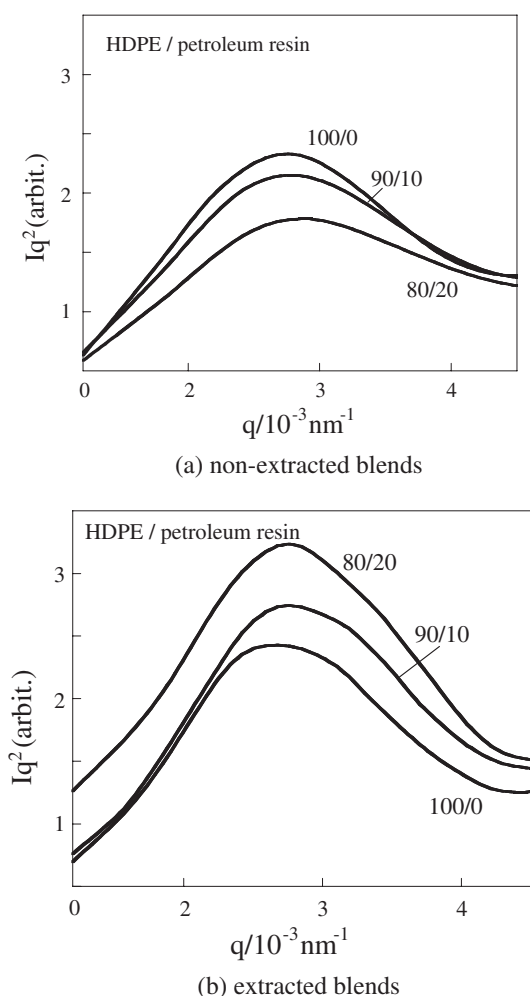 HDPE / petroleum resin
3
100/0
90/10
2
Iq²(arbit.)
80/20
1
0 2 3 4
q/10⁻³nm⁻¹
(a) non-extracted blends
HDPE / petroleum resin
3
80/20
90/10
2
Iq²(arbit.)
1
100/0
0 2 3 4
q/10⁻³nm⁻¹
(b) extracted blends